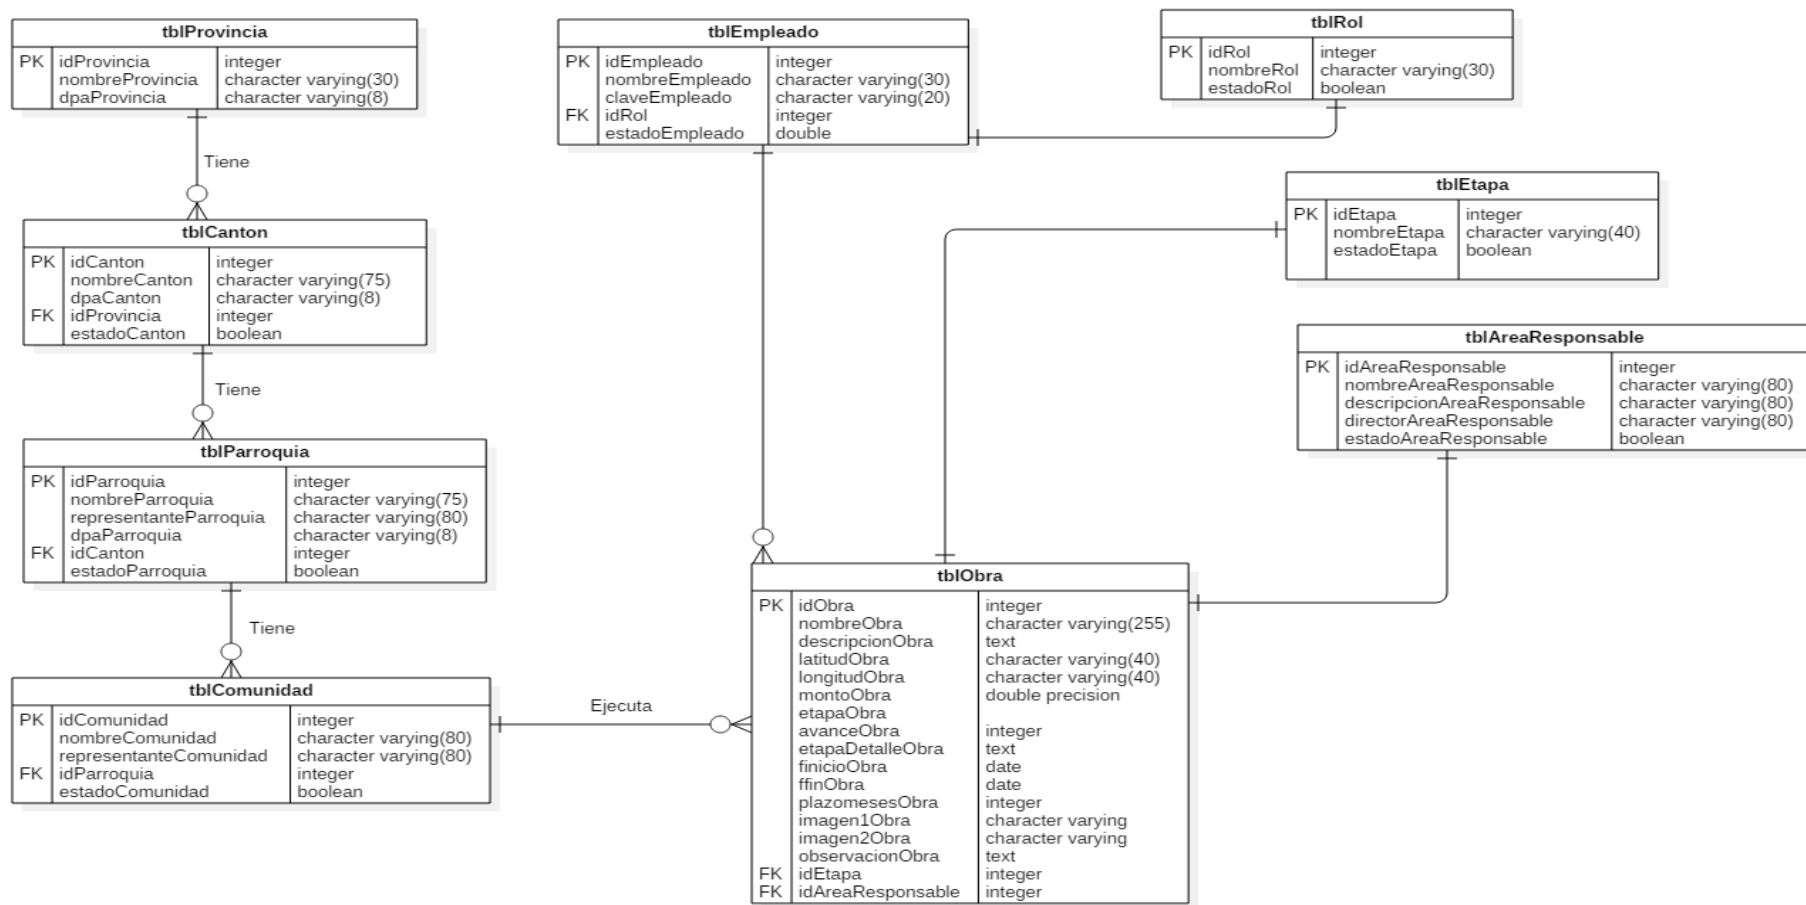 tblProvincia
PK idProvincia integer
nombreProvincia character varying(30)
dpaProvincia character varying(8)
Tiene
tblCanton
PK idCanton integer
nombreCanton character varying(75)
dpaCanton character varying(8)
FK idProvincia integer
estadoCanton boolean
Tiene
tblParroquia
PK idParroquia integer
nombreParroquia character varying(75)
representanteParroquia character varying(80)
dpaParroquia character varying(8)
FK idCanton integer
estadoParroquia boolean
Tiene
tblComunidad
PK idComunidad integer
nombreComunidad character varying(80)
representanteComunidad character varying(80)
FK idParroquia integer
estadoComunidad boolean
Ejecuta
tblEmpleado
PK idEmpleado integer
nombreEmpleado character varying(30)
claveEmpleado character varying(20)
FK idRol integer
estadoEmpleado double
tblRol
PK idRol integer
nombreRol character varying(30)
estadoRol boolean
tblEtapa
PK idEtapa integer
nombreEtapa character varying(40)
estadoEtapa boolean
tblAreaResponsable
PK idAreaResponsable integer
nombreAreaResponsable character varying(80)
descripcionAreaResponsable character varying(80)
directorAreaResponsable character varying(80)
estadoAreaResponsable boolean
tblObra
PK idObra integer
nombreObra character varying(255)
descripcionObra text
latitudObra character varying(40)
longitudObra character varying(40)
montoObra double precision
etapaObra
avanceObra integer
etapaDetalleObra text
finicioObra date
ffinObra date
plazomesesObra integer
imagen1Obra character varying
imagen2Obra character varying
observacionObra text
FK idEtapa integer
FK idAreaResponsable integer